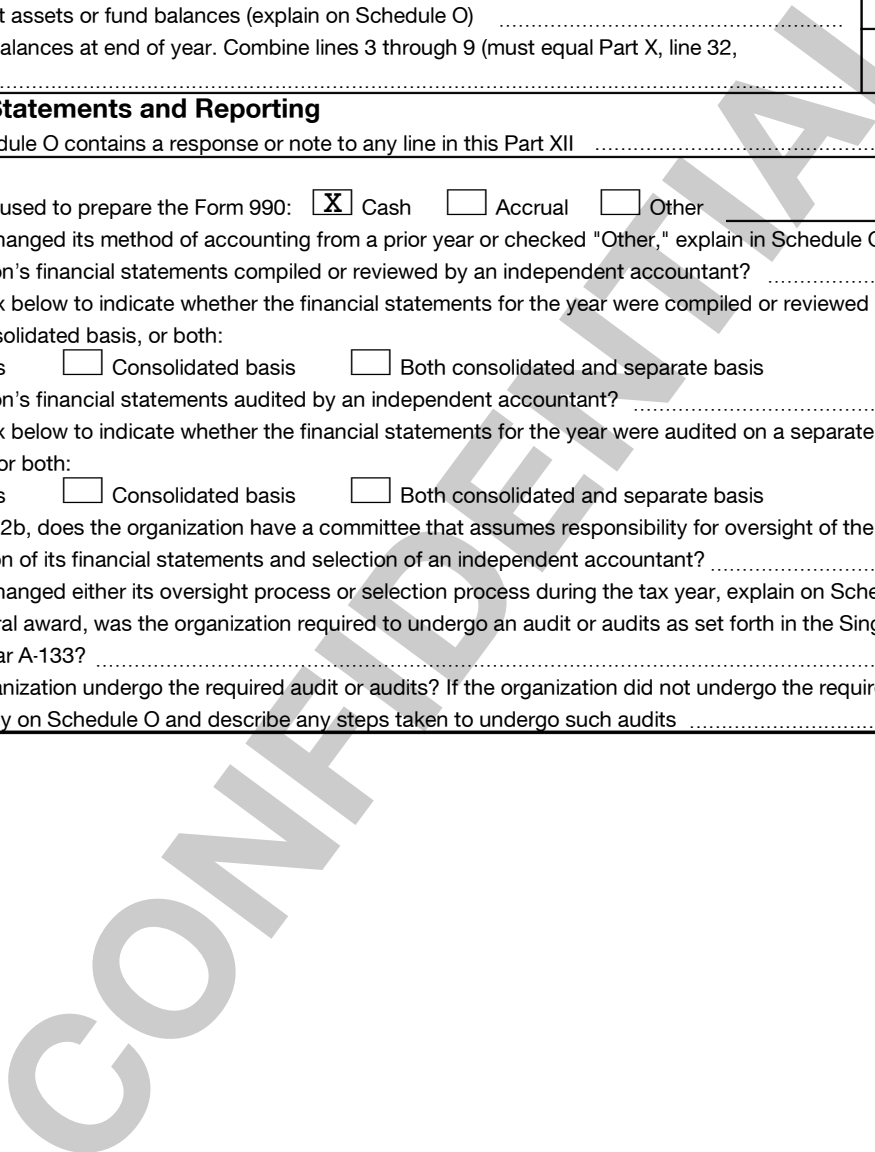 t assets or fund balances (explain on Schedule O)
alances at end of year. Combine lines 3 through 9 (must equal Part X, line 32,
Statements and Reporting
dule O contains a response or note to any line in this Part XII
used to prepare the Form 990: X Cash Accrual Other
hanged its method of accounting from a prior year or checked "Other," explain in Schedule O
on's financial statements compiled or reviewed by an independent accountant?
x below to indicate whether the financial statements for the year were compiled or reviewed
solidated basis, or both:
s Consolidated basis Both consolidated and separate basis
on's financial statements audited by an independent accountant?
x below to indicate whether the financial statements for the year were audited on a separate
or both:
s Consolidated basis Both consolidated and separate basis
2b, does the organization have a committee that assumes responsibility for oversight of the
on of its financial statements and selection of an independent accountant?
hanged either its oversight process or selection process during the tax year, explain on Sche
ral award, was the organization required to undergo an audit or audits as set forth in the Sing
ar A-133?
anization undergo the required audit or audits? If the organization did not undergo the require
y on Schedule O and describe any steps taken to undergo such audits
CONFIDENTIAL